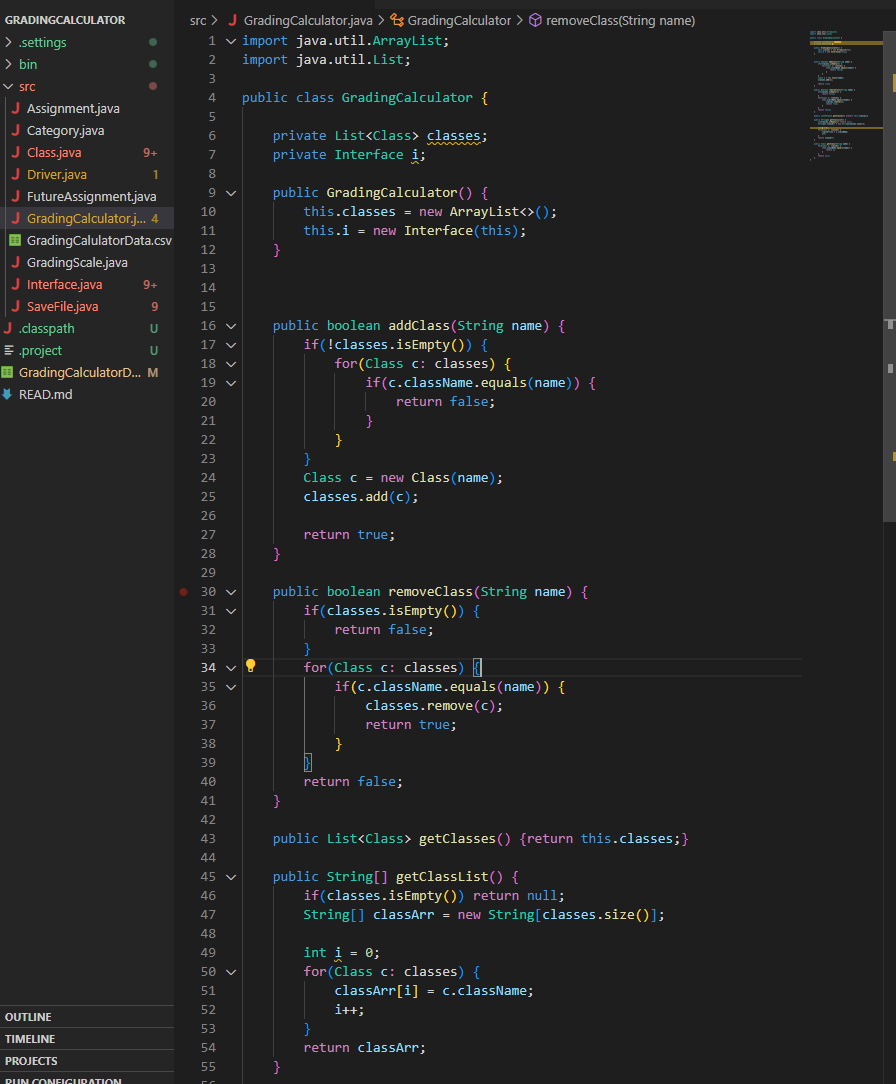 GRADINGCALCULATOR
.settings
bin
src
Assignment.java
Category.java
Class.java 9+
Driver.java 1
FutureAssignment.java
GradingCalculator.j... 4
GradingCalulatorData.csv
GradingScale.java
Interface.java 9+
SaveFile.java 9
.classpath U
.project U
GradingCalculatorD... M
READ.md
OUTLINE
TIMELINE
PROJECTS
RUN CONFIGURATION
src > GradingCalculator.java > GradingCalculator > removeClass(String name)
1 import java.util.ArrayList;
2 import java.util.List;
3
4 public class GradingCalculator {
5
6 private List<Class> classes;
7 private Interface i;
8
9 public GradingCalculator() {
10 this.classes = new ArrayList<>();
11 this.i = new Interface(this);
12 }
13
14
15
16 public boolean addClass(String name) {
17 if(!classes.isEmpty()) {
18 for(Class c: classes) {
19 if(c.className.equals(name)) {
20 return false;
21 }
22 }
23 }
24 Class c = new Class(name);
25 classes.add(c);
26
27 return true;
28 }
29
30 public boolean removeClass(String name) {
31 if(classes.isEmpty()) {
32 return false;
33 }
34 for(Class c: classes) {
35 if(c.className.equals(name)) {
36 classes.remove(c);
37 return true;
38 }
39 }
40 return false;
41 }
42
43 public List<Class> getClasses() {return this.classes;}
44
45 public String[] getClassList() {
46 if(classes.isEmpty()) return null;
47 String[] classArr = new String[classes.size()];
48
49 int i = 0;
50 for(Class c: classes) {
51 classArr[i] = c.className;
52 i++;
53 }
54 return classArr;
55 }